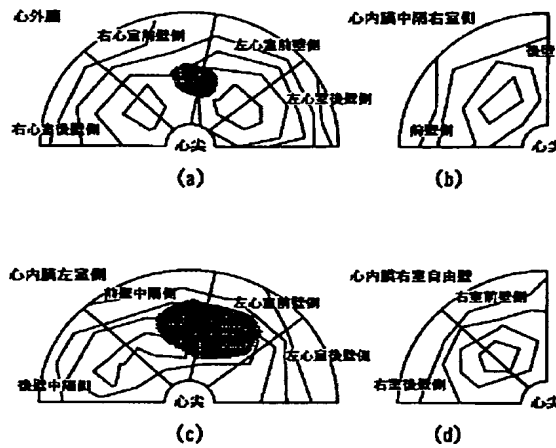 心外膜
右心室前壁側
左心室前壁側
左心室後壁側
右心室後壁側
心尖
(a)
心内膜中隔右室側
後壁
前壁側
心尖
(b)
心内膜左室側
前壁中隔側
左心室前壁側
左心室後壁側
後壁中隔側
心尖
(c)
心内膜右室自由壁
右室前壁側
右室後壁側
心尖
(d)